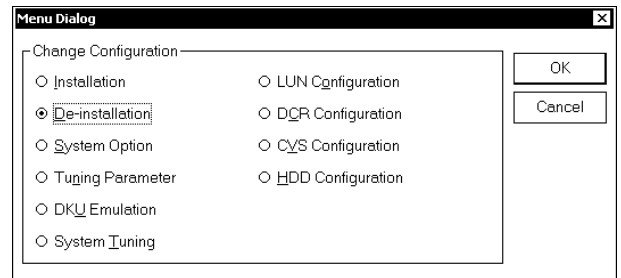 Menu Dialog
Change Configuration
Installation
De-installation
System Option
Tuning Parameter
DKU Emulation
System Tuning
LUN Configuration
DCR Configuration
CVS Configuration
HDD Configuration
OK
Cancel